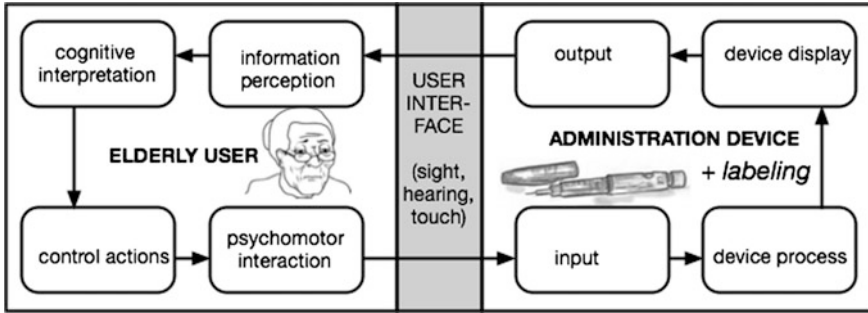 cognitive
interpretation
information
perception
USER
INTER-
FACE
(sight,
hearing,
touch)
output
device display
ELDERLY USER
ADMINISTRATION DEVICE
+ labeling
control actions
psychomotor
interaction
input
device process